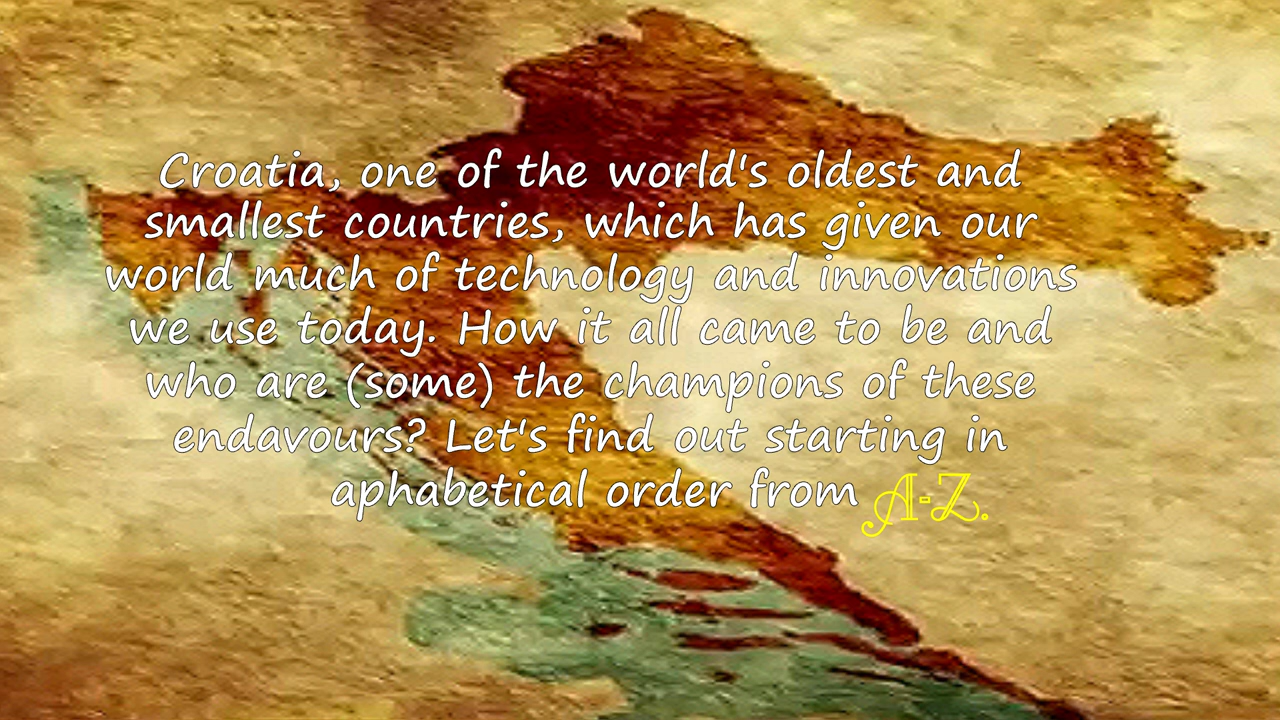 Croatia, one of the world's oldest and
smallest countries, which has given our
world much of technology and innovations
we use today. How it all came to be and
who are (some) the champions of these
endavours? Let's find out starting in
aphabetical order from A-Z.